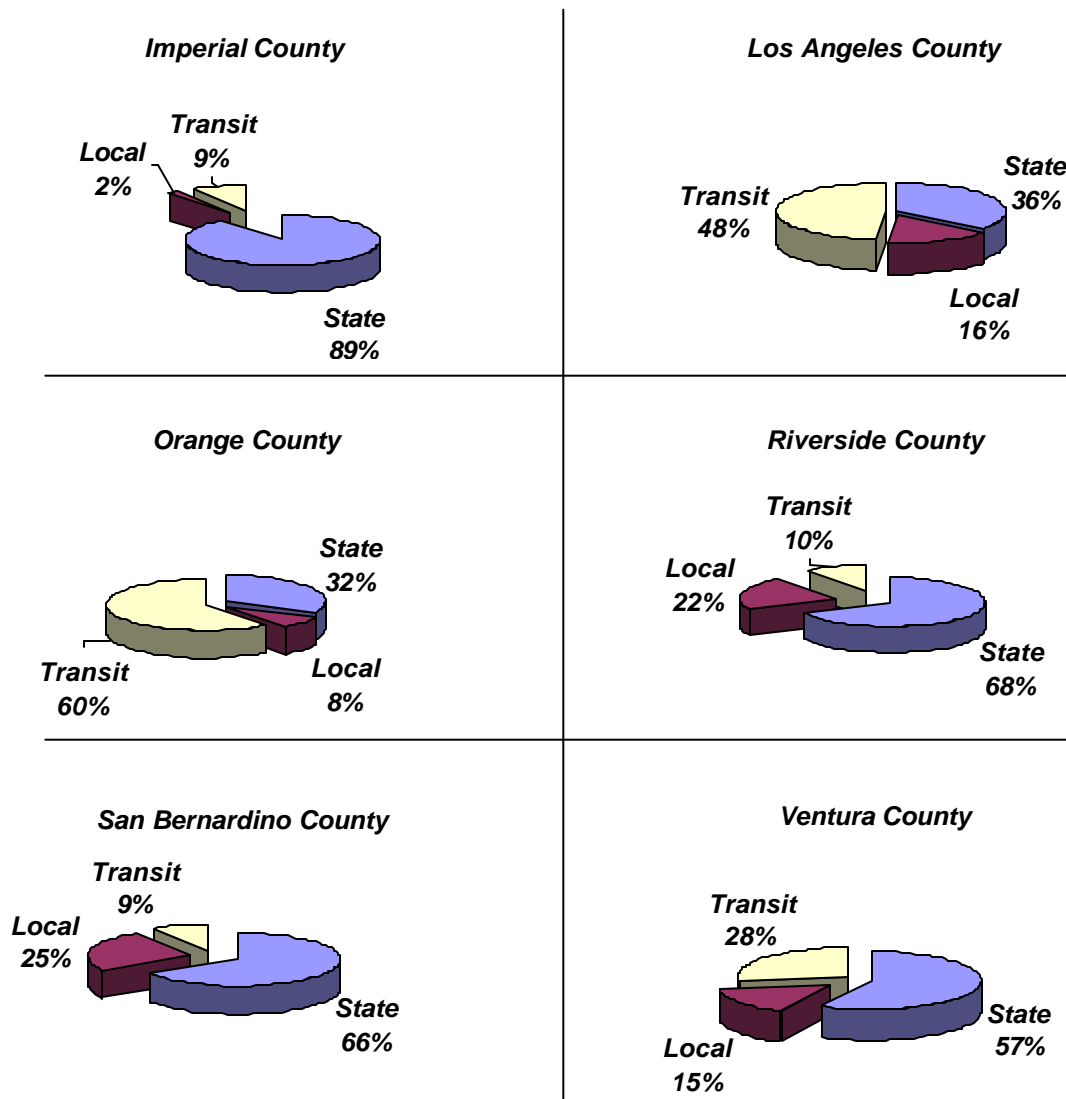 Imperial County
Transit
9%
Local
2%
State
89%
Los Angeles County
State
36%
Transit
48%
Local
16%
Orange County
State
32%
Transit
60%
Local
8%
Riverside County
Transit
10%
Local
22%
State
68%
San Bernardino County
Transit
9%
Local
25%
State
66%
Ventura County
Transit
28%
State
57%
Local
15%